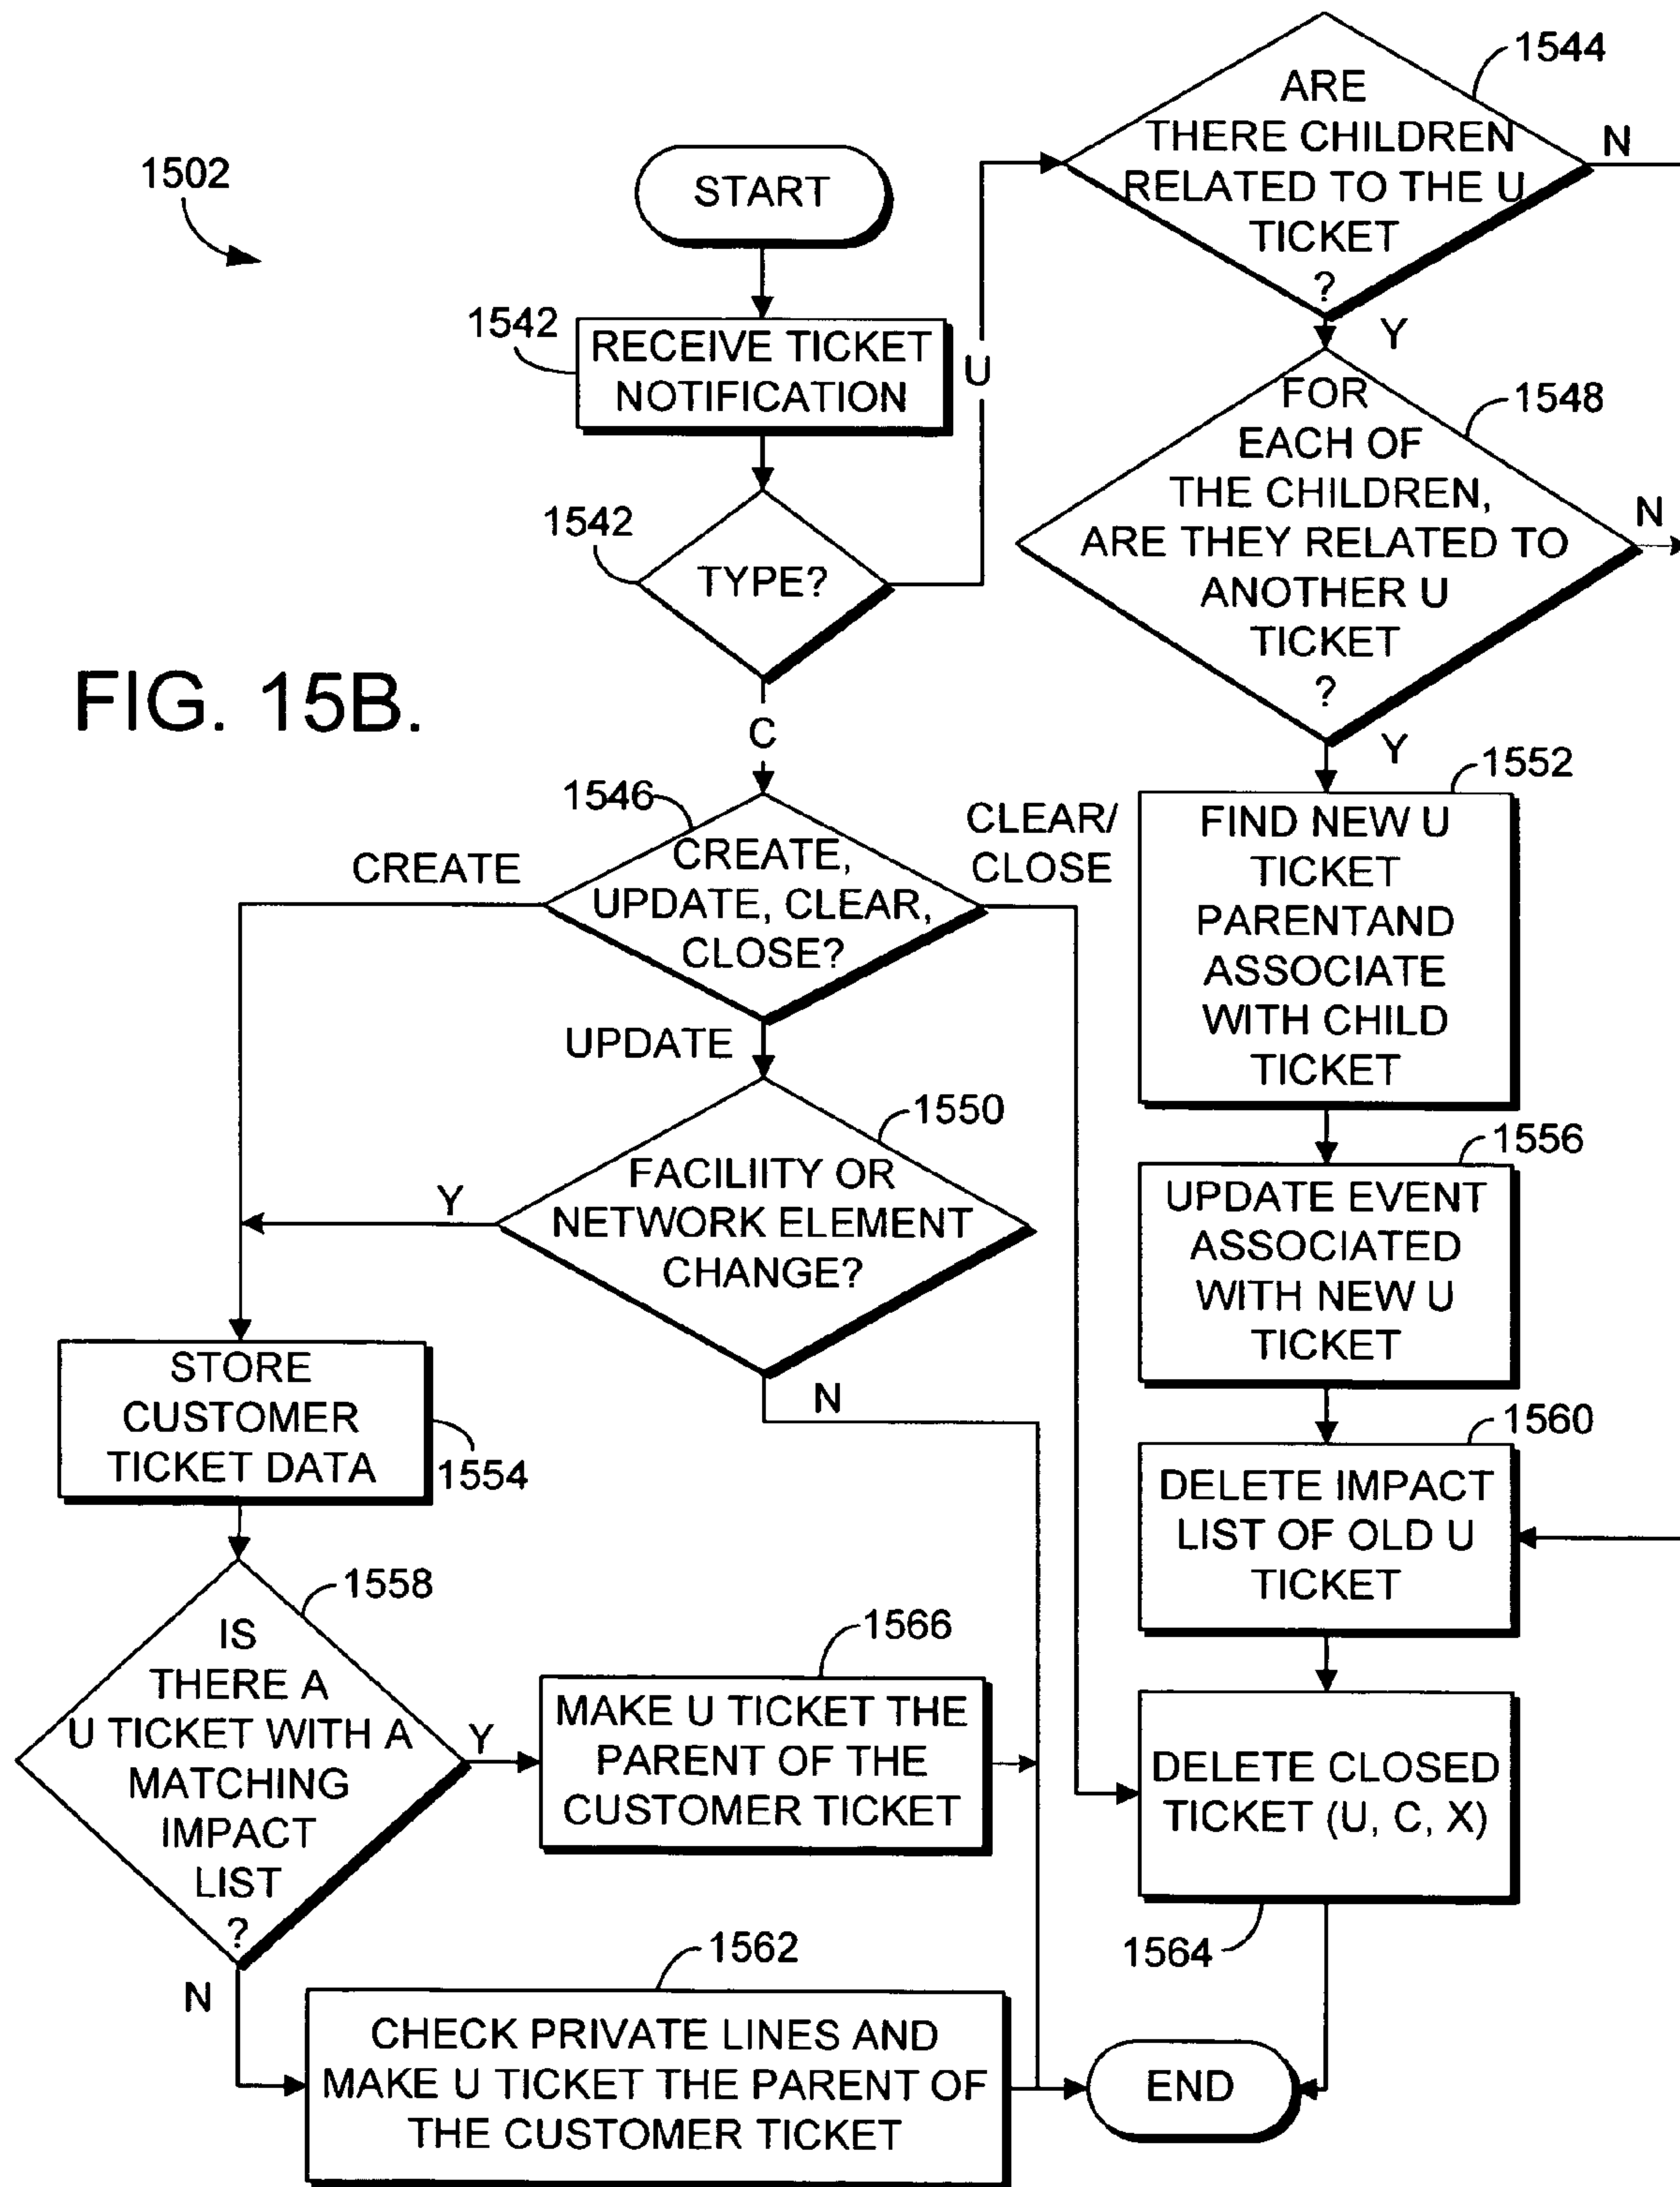 1502
START
1542
RECEIVE TICKET
NOTIFICATION
1542
TYPE?
U
C
FIG. 15B.
1544
ARE
THERE CHILDREN
RELATED TO THE U
TICKET
?
N
Y
1548
FOR
EACH OF
THE CHILDREN,
ARE THEY RELATED TO
ANOTHER U
TICKET
?
N
Y
1546
CREATE,
UPDATE, CLEAR,
CLOSE?
CREATE
CLEAR/
CLOSE
UPDATE
1550
FACILIITY OR
NETWORK ELEMENT
CHANGE?
Y
N
1552
FIND NEW U
TICKET
PARENTAND
ASSOCIATE
WITH CHILD
TICKET
1556
UPDATE EVENT
ASSOCIATED
WITH NEW U
TICKET
1560
DELETE IMPACT
LIST OF OLD U
TICKET
STORE
CUSTOMER
TICKET DATA
1554
1558
IS
THERE A
U TICKET WITH A
MATCHING
IMPACT
LIST
?
Y
N
1566
MAKE U TICKET THE
PARENT OF THE
CUSTOMER TICKET
DELETE CLOSED
TICKET (U, C, X)
1564
1562
CHECK PRIVATE LINES AND
MAKE U TICKET THE PARENT OF
THE CUSTOMER TICKET
END